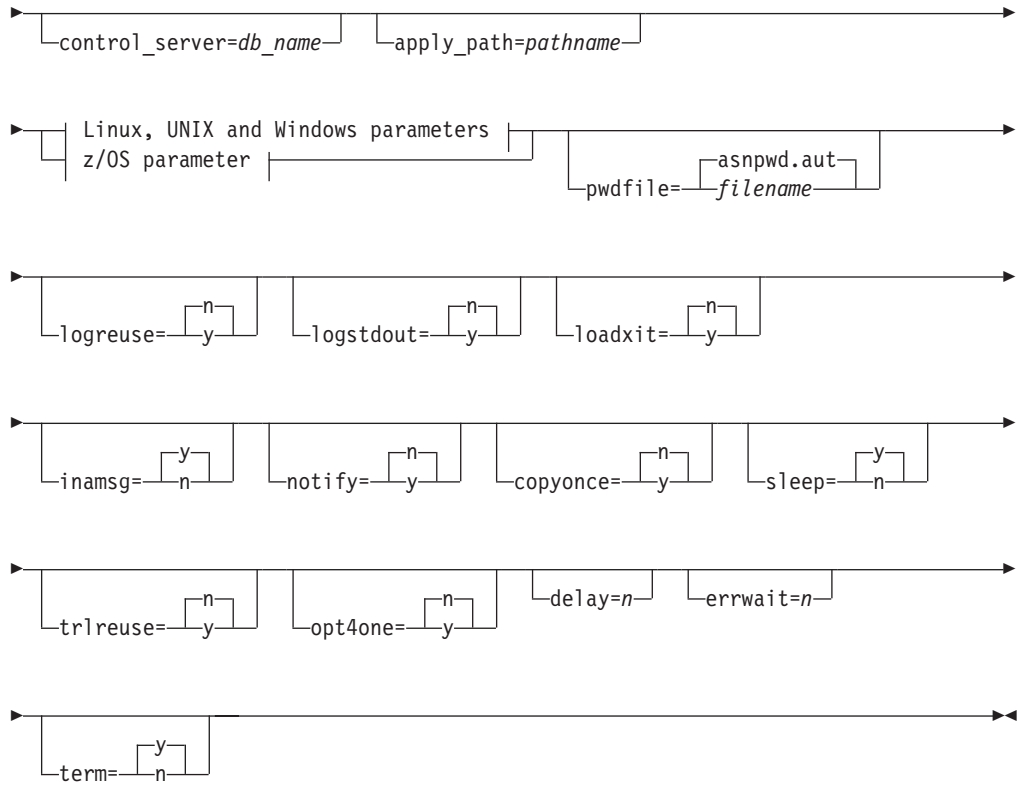 control_server=db_name apply_path=pathname
Linux, UNIX and Windows parameters
z/OS parameter
asnpwd.aut
pwdfile= filename
n n n
logreuse= y logstdout= y loadxit= y
y n n y
inamsg= n notify= y copyonce= y sleep= n
n n delay=n errwait=n
trlreuse= y opt4one= y
y
term= n